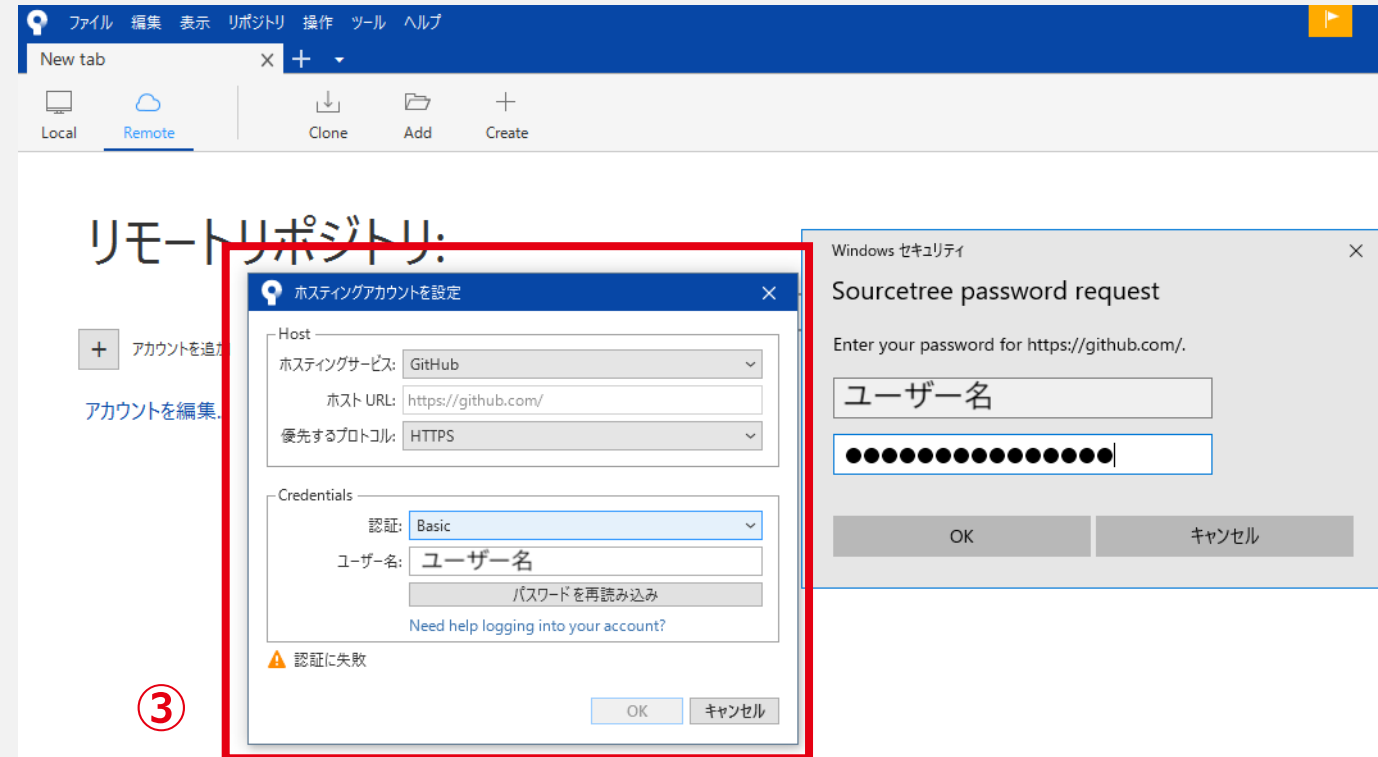 ファイル 編集 表示 リポジトリ 操作 ツール ヘルプ
New tab
Local Remote Clone Add Create
リモートリポジトリ:
アカウントを追加
アカウントを編集..
ホスティングアカウントを設定
Host
ホスティングサービス: GitHub
ホスト URL: https://github.com/
優先するプロトコル: HTTPS
Credentials
認証: Basic
ユーザー名: ユーザー名
パスワードを再読み込み
Need help logging into your account?
認証に失敗
OK キャンセル
③
Windows セキュリティ
Sourcetree password request
Enter your password for https://github.com/.
ユーザー名
●●●●●●●●●●●●●●●
OK キャンセル